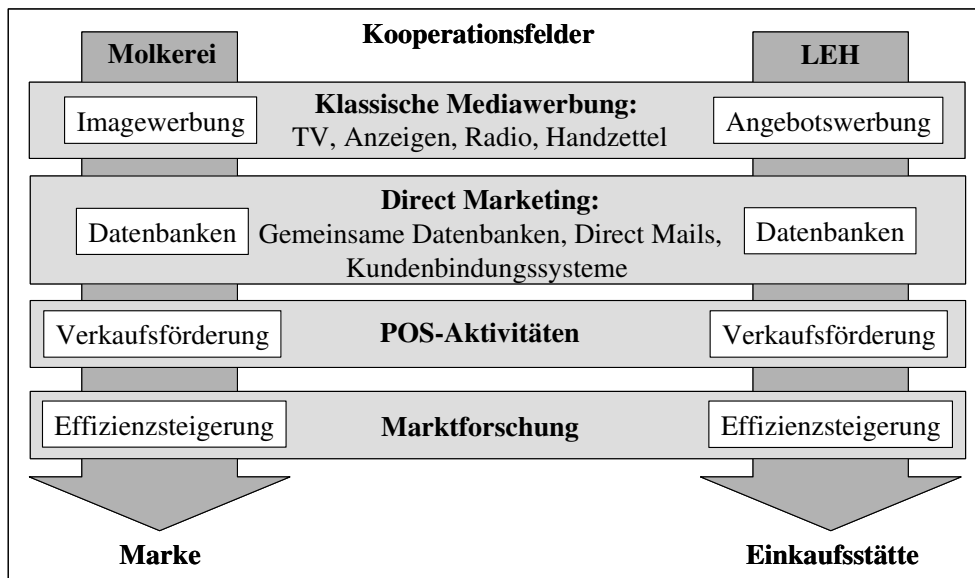 Kooperationsfelder
Molkerei
LEH
Klassische Mediawerbung:
Imagewerbung
TV, Anzeigen, Radio, Handzettel
Angebotswerbung
Direct Marketing:
Datenbanken
Gemeinsame Datenbanken, Direct Mails,
Kundenbindungssysteme
Datenbanken
Verkaufsförderung
POS-Aktivitäten
Verkaufsförderung
Effizienzsteigerung
Marktforschung
Effizienzsteigerung
Marke
Einkaufsstätte